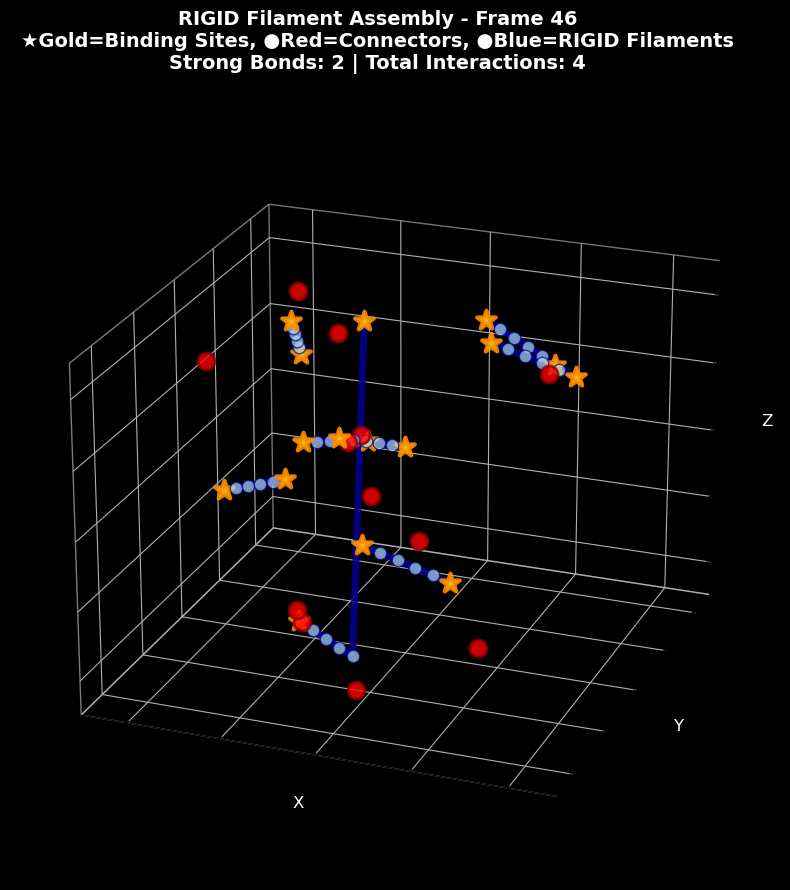 RIGID Filament Assembly - Frame 46
★Gold=Binding Sites, ●Red=Connectors, ●Blue=RIGID Filaments
Strong Bonds: 2 | Total Interactions: 4
Z
Y
X